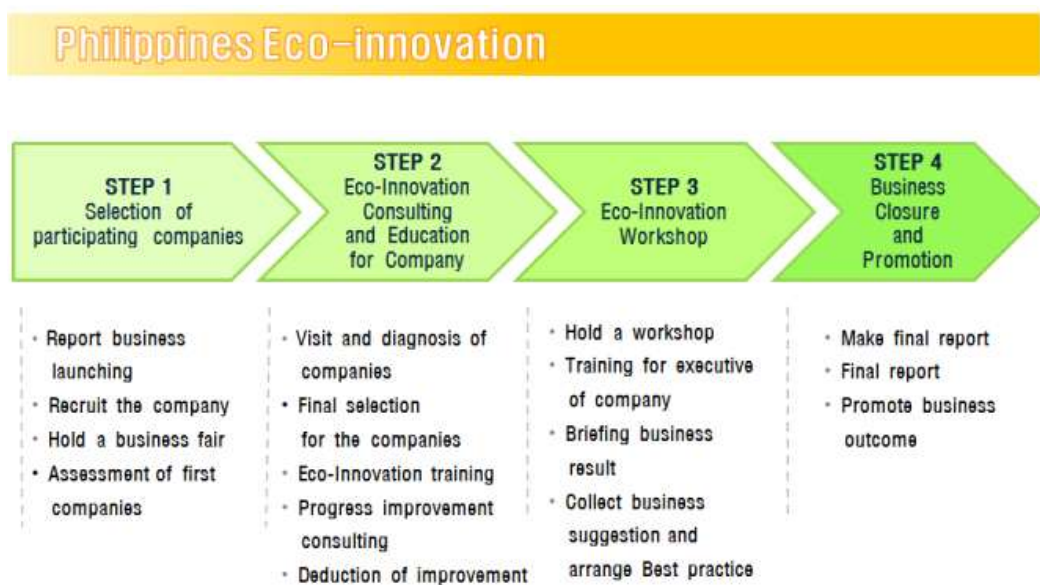 Philippines Eco-innovation
STEP 1
Selection of
participating companies
STEP 2
Eco-Innovation
Consulting
and Education
for Company
STEP 3
Eco-Innovation
Workshop
STEP 4
Business
Closure
and
Promotion
• Report business
launching
• Recruit the company
• Hold a business fair
• Assessment of first
companies
• Visit and diagnosis of
companies
• Final selection
for the companies
• Eco-Innovation training
• Progress improvement
consulting
• Deduction of improvement
• Hold a workshop
• Training for executive
of company
• Briefing business
result
• Collect business
suggestion and
arrange Best practice
• Make final report
• Final report
• Promote business
outcome